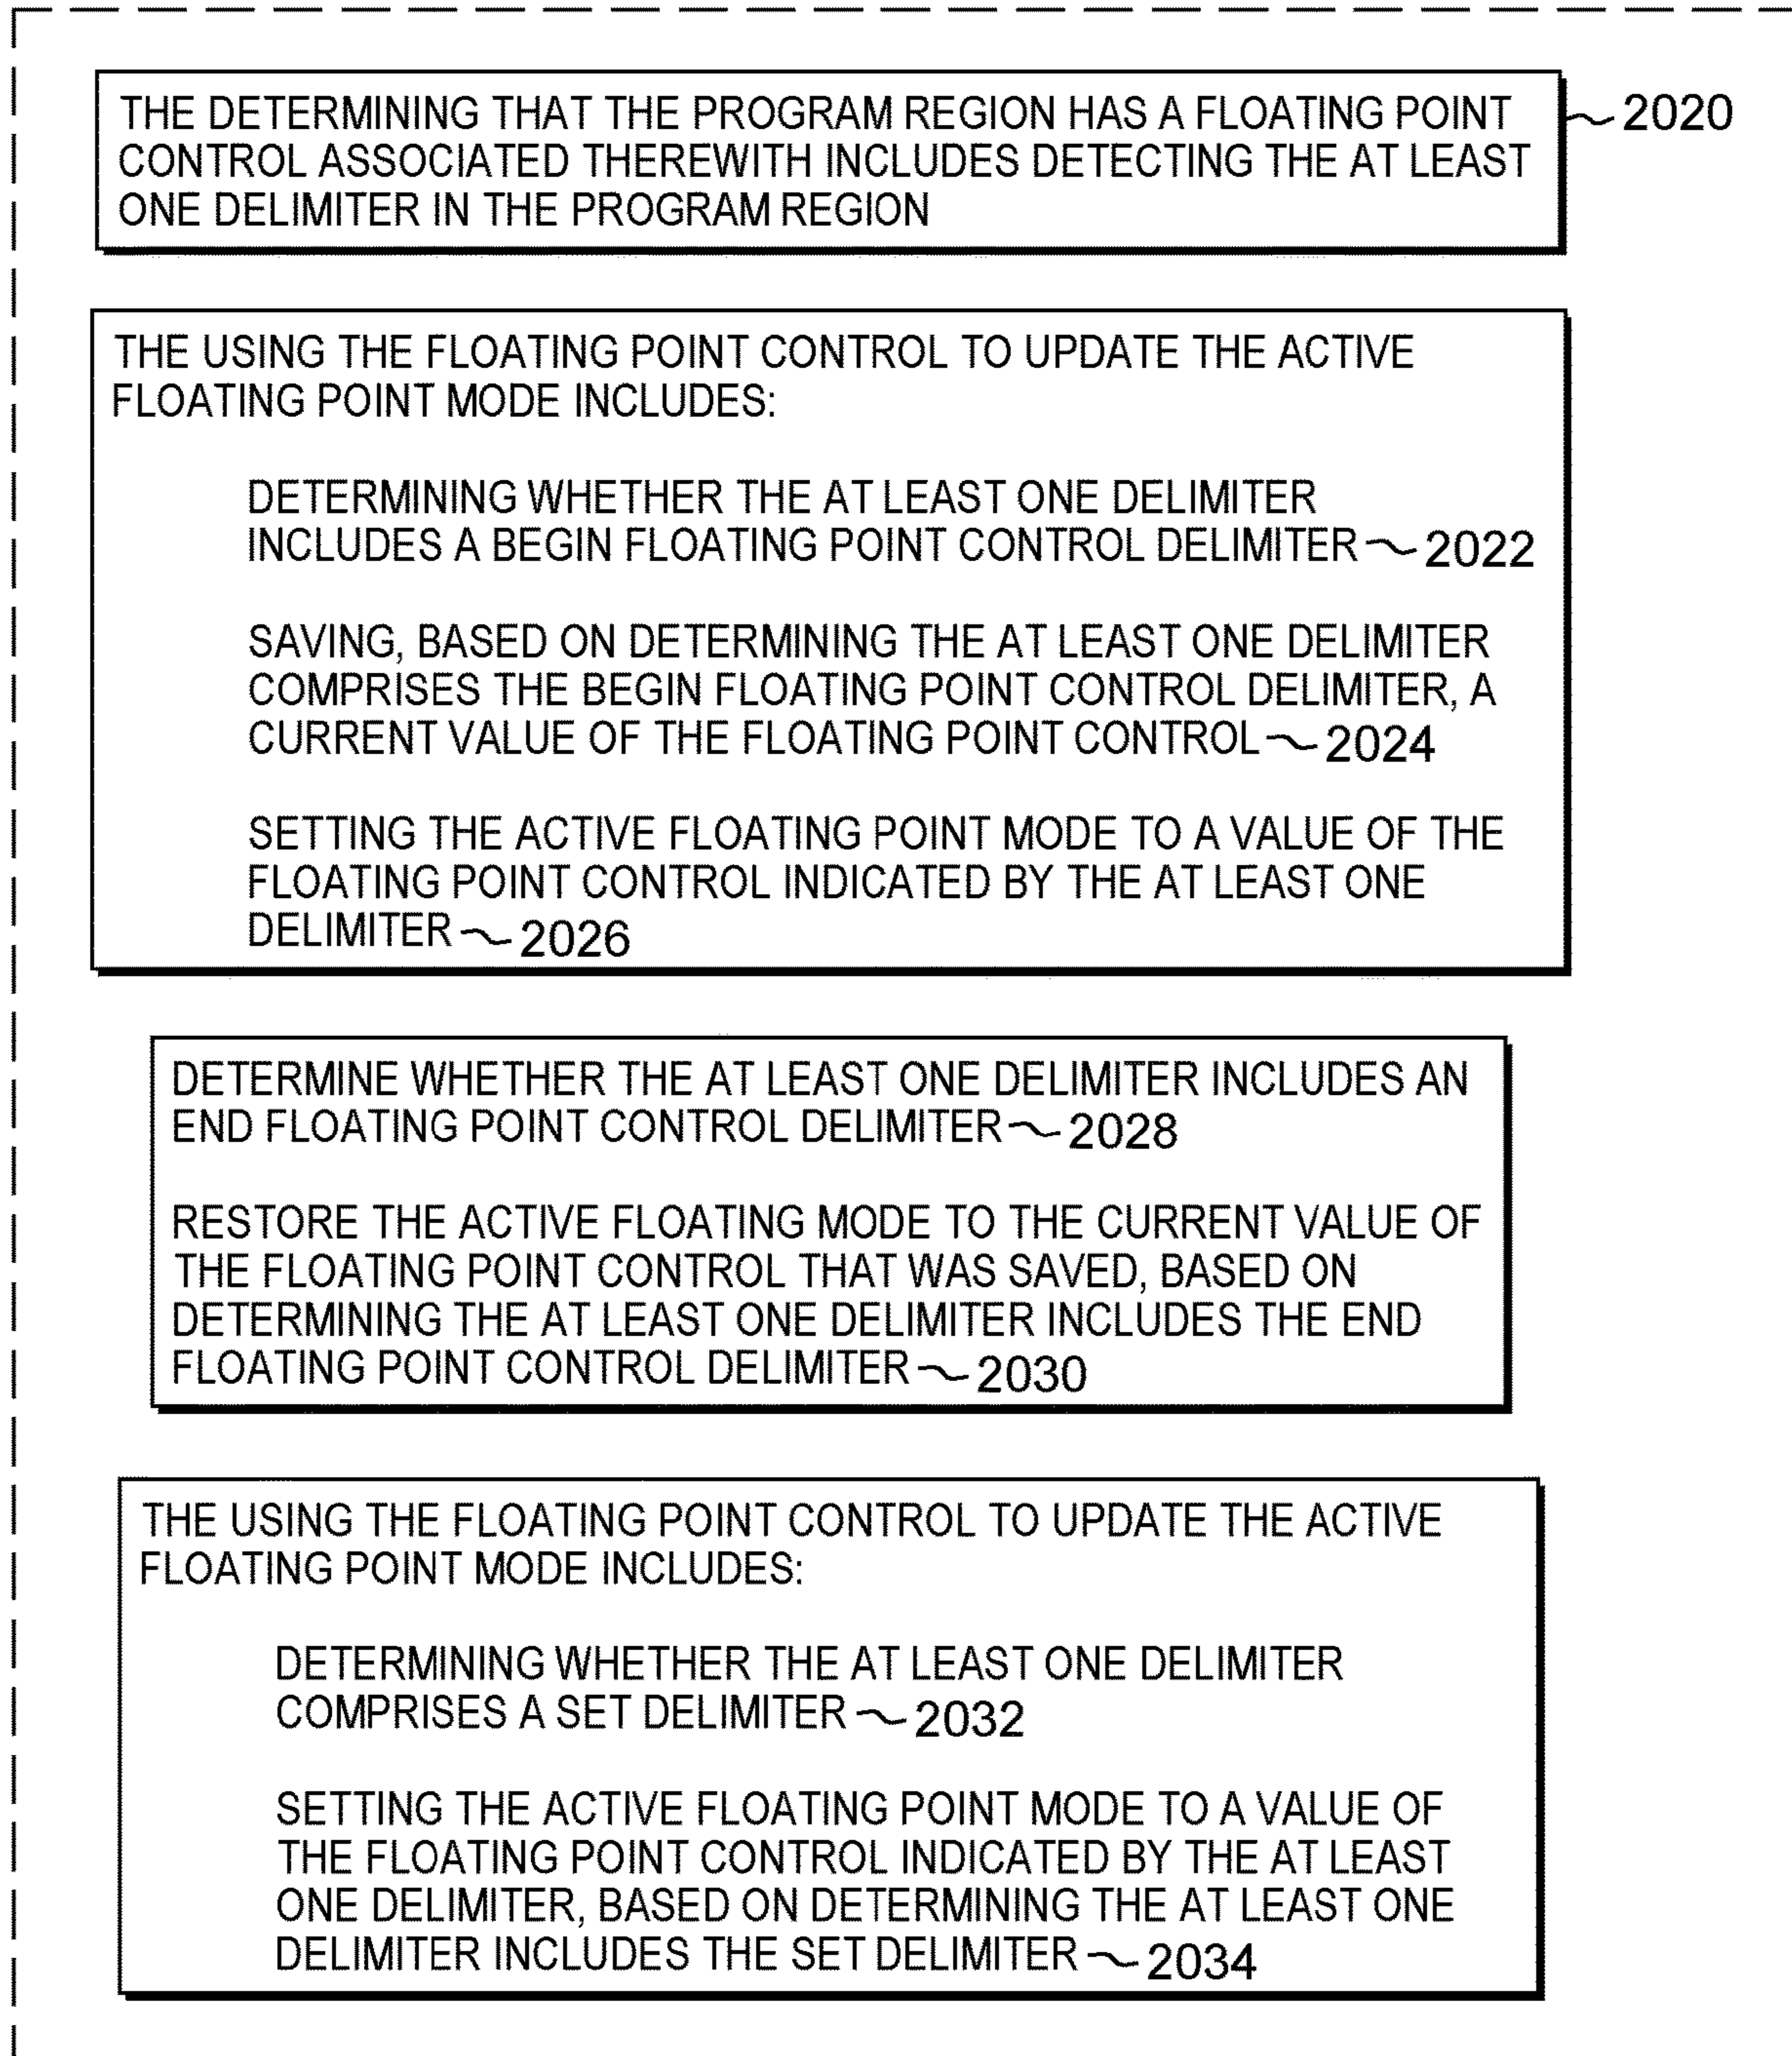 THE DETERMINING THAT THE PROGRAM REGION HAS A FLOATING POINT 2020
CONTROL ASSOCIATED THEREWITH INCLUDES DETECTING THE AT LEAST
ONE DELIMITER IN THE PROGRAM REGION
THE USING THE FLOATING POINT CONTROL TO UPDATE THE ACTIVE
FLOATING POINT MODE INCLUDES:
DETERMINING WHETHER THE AT LEAST ONE DELIMITER
INCLUDES A BEGIN FLOATING POINT CONTROL DELIMITER 2022
SAVING, BASED ON DETERMINING THE AT LEAST ONE DELIMITER
COMPRISES THE BEGIN FLOATING POINT CONTROL DELIMITER, A
CURRENT VALUE OF THE FLOATING POINT CONTROL 2024
SETTING THE ACTIVE FLOATING POINT MODE TO A VALUE OF THE
FLOATING POINT CONTROL INDICATED BY THE AT LEAST ONE
DELIMITER 2026
DETERMINE WHETHER THE AT LEAST ONE DELIMITER INCLUDES AN
END FLOATING POINT CONTROL DELIMITER 2028
RESTORE THE ACTIVE FLOATING MODE TO THE CURRENT VALUE OF
THE FLOATING POINT CONTROL THAT WAS SAVED, BASED ON
DETERMINING THE AT LEAST ONE DELIMITER INCLUDES THE END
FLOATING POINT CONTROL DELIMITER 2030
THE USING THE FLOATING POINT CONTROL TO UPDATE THE ACTIVE
FLOATING POINT MODE INCLUDES:
DETERMINING WHETHER THE AT LEAST ONE DELIMITER
COMPRISES A SET DELIMITER 2032
SETTING THE ACTIVE FLOATING POINT MODE TO A VALUE OF
THE FLOATING POINT CONTROL INDICATED BY THE AT LEAST
ONE DELIMITER, BASED ON DETERMINING THE AT LEAST ONE
DELIMITER INCLUDES THE SET DELIMITER 2034